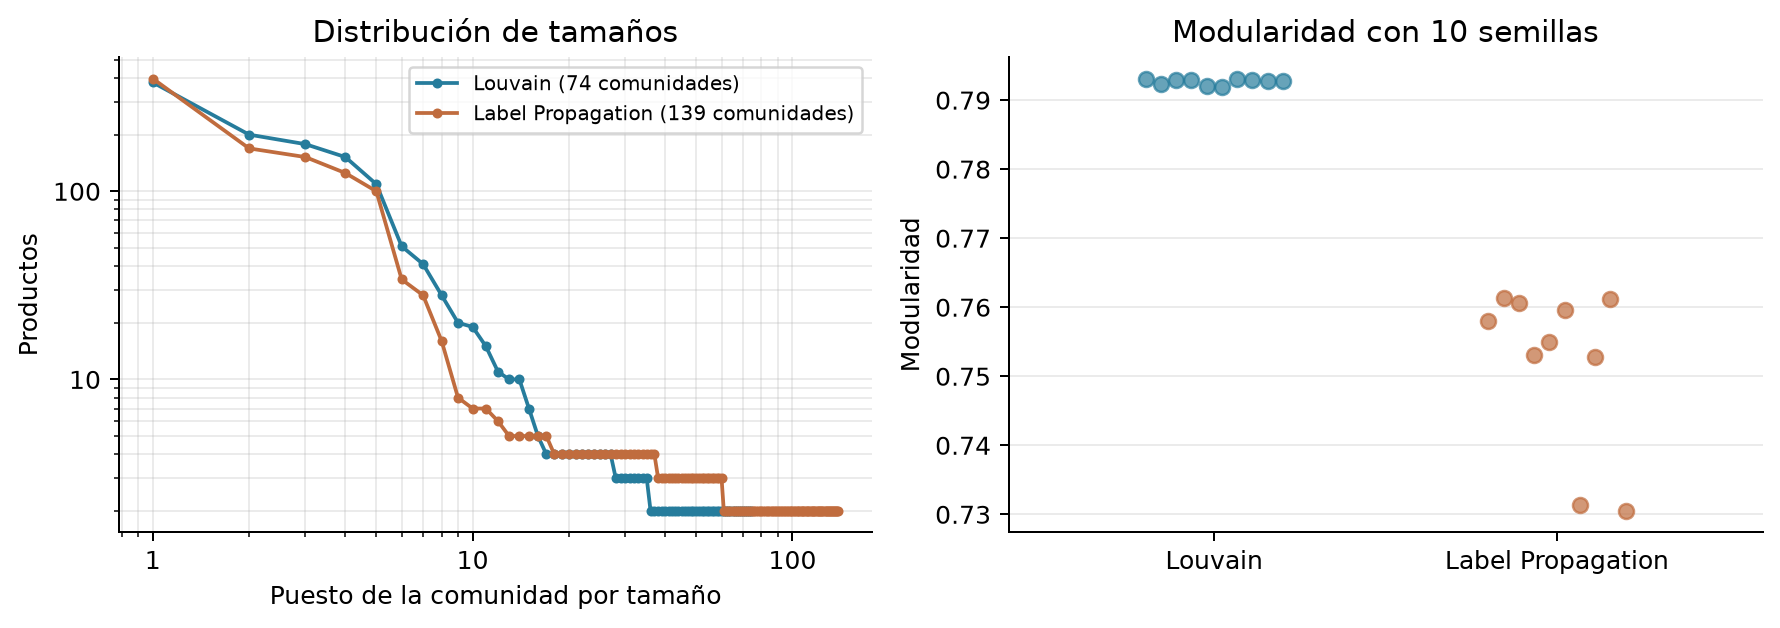 Distribución de tamaños
Louvain (74 comunidades)
Label Propagation (139 comunidades)
Productos
100
10
1
10
100
Puesto de la comunidad por tamaño
Modularidad con 10 semillas
Modularidad
0.79
0.78
0.77
0.76
0.75
0.74
0.73
Louvain
Label Propagation